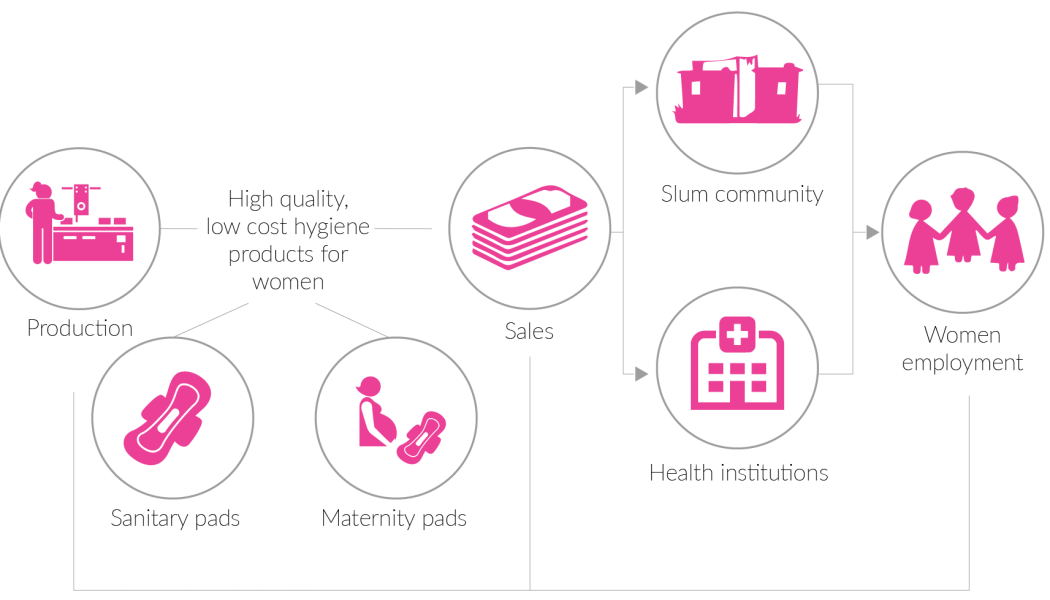 Production
High quality,
low cost hygiene
products for
women
Sanitary pads
Maternity pads
Sales
Slum community
Health institutions
Women
employment